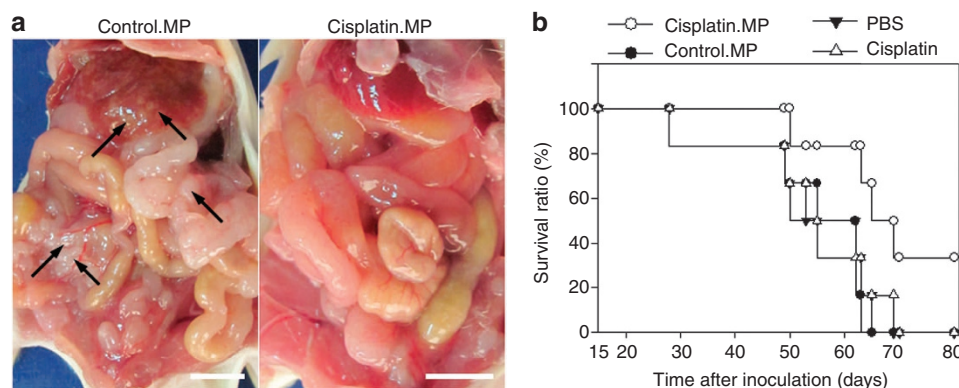 a
Control.MP
Cisplatin.MP
b
Cisplatin.MP
PBS
Control.MP
Cisplatin
Survival ratio (%)
100
80
60
40
20
0
15 20 30 40 50 60 70 80
Time after inoculation (days)